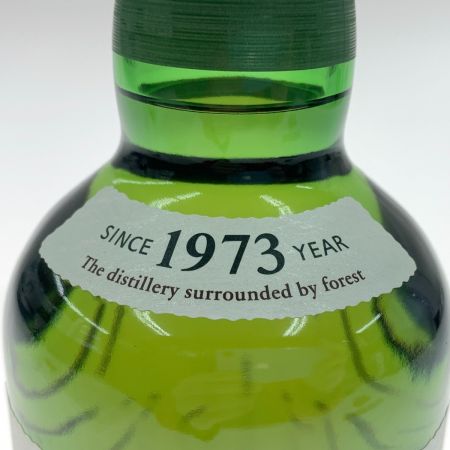 SINCE 1973 YEAR
The distillery surrounded by forest